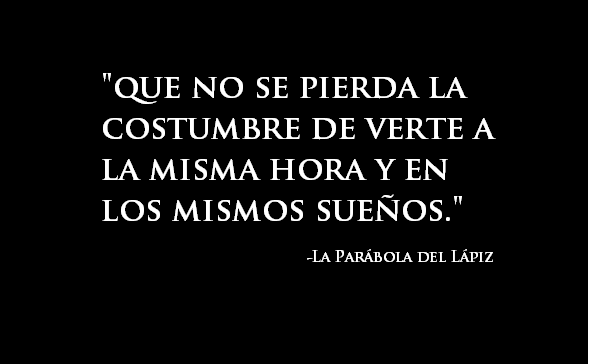 "QUE NO SE PIERDA LA
COSTUMBRE DE VERTE A
LA MISMA HORA Y EN
LOS MISMOS SUEÑOS."
-LA PARÁBOLA DEL LÁPIZ